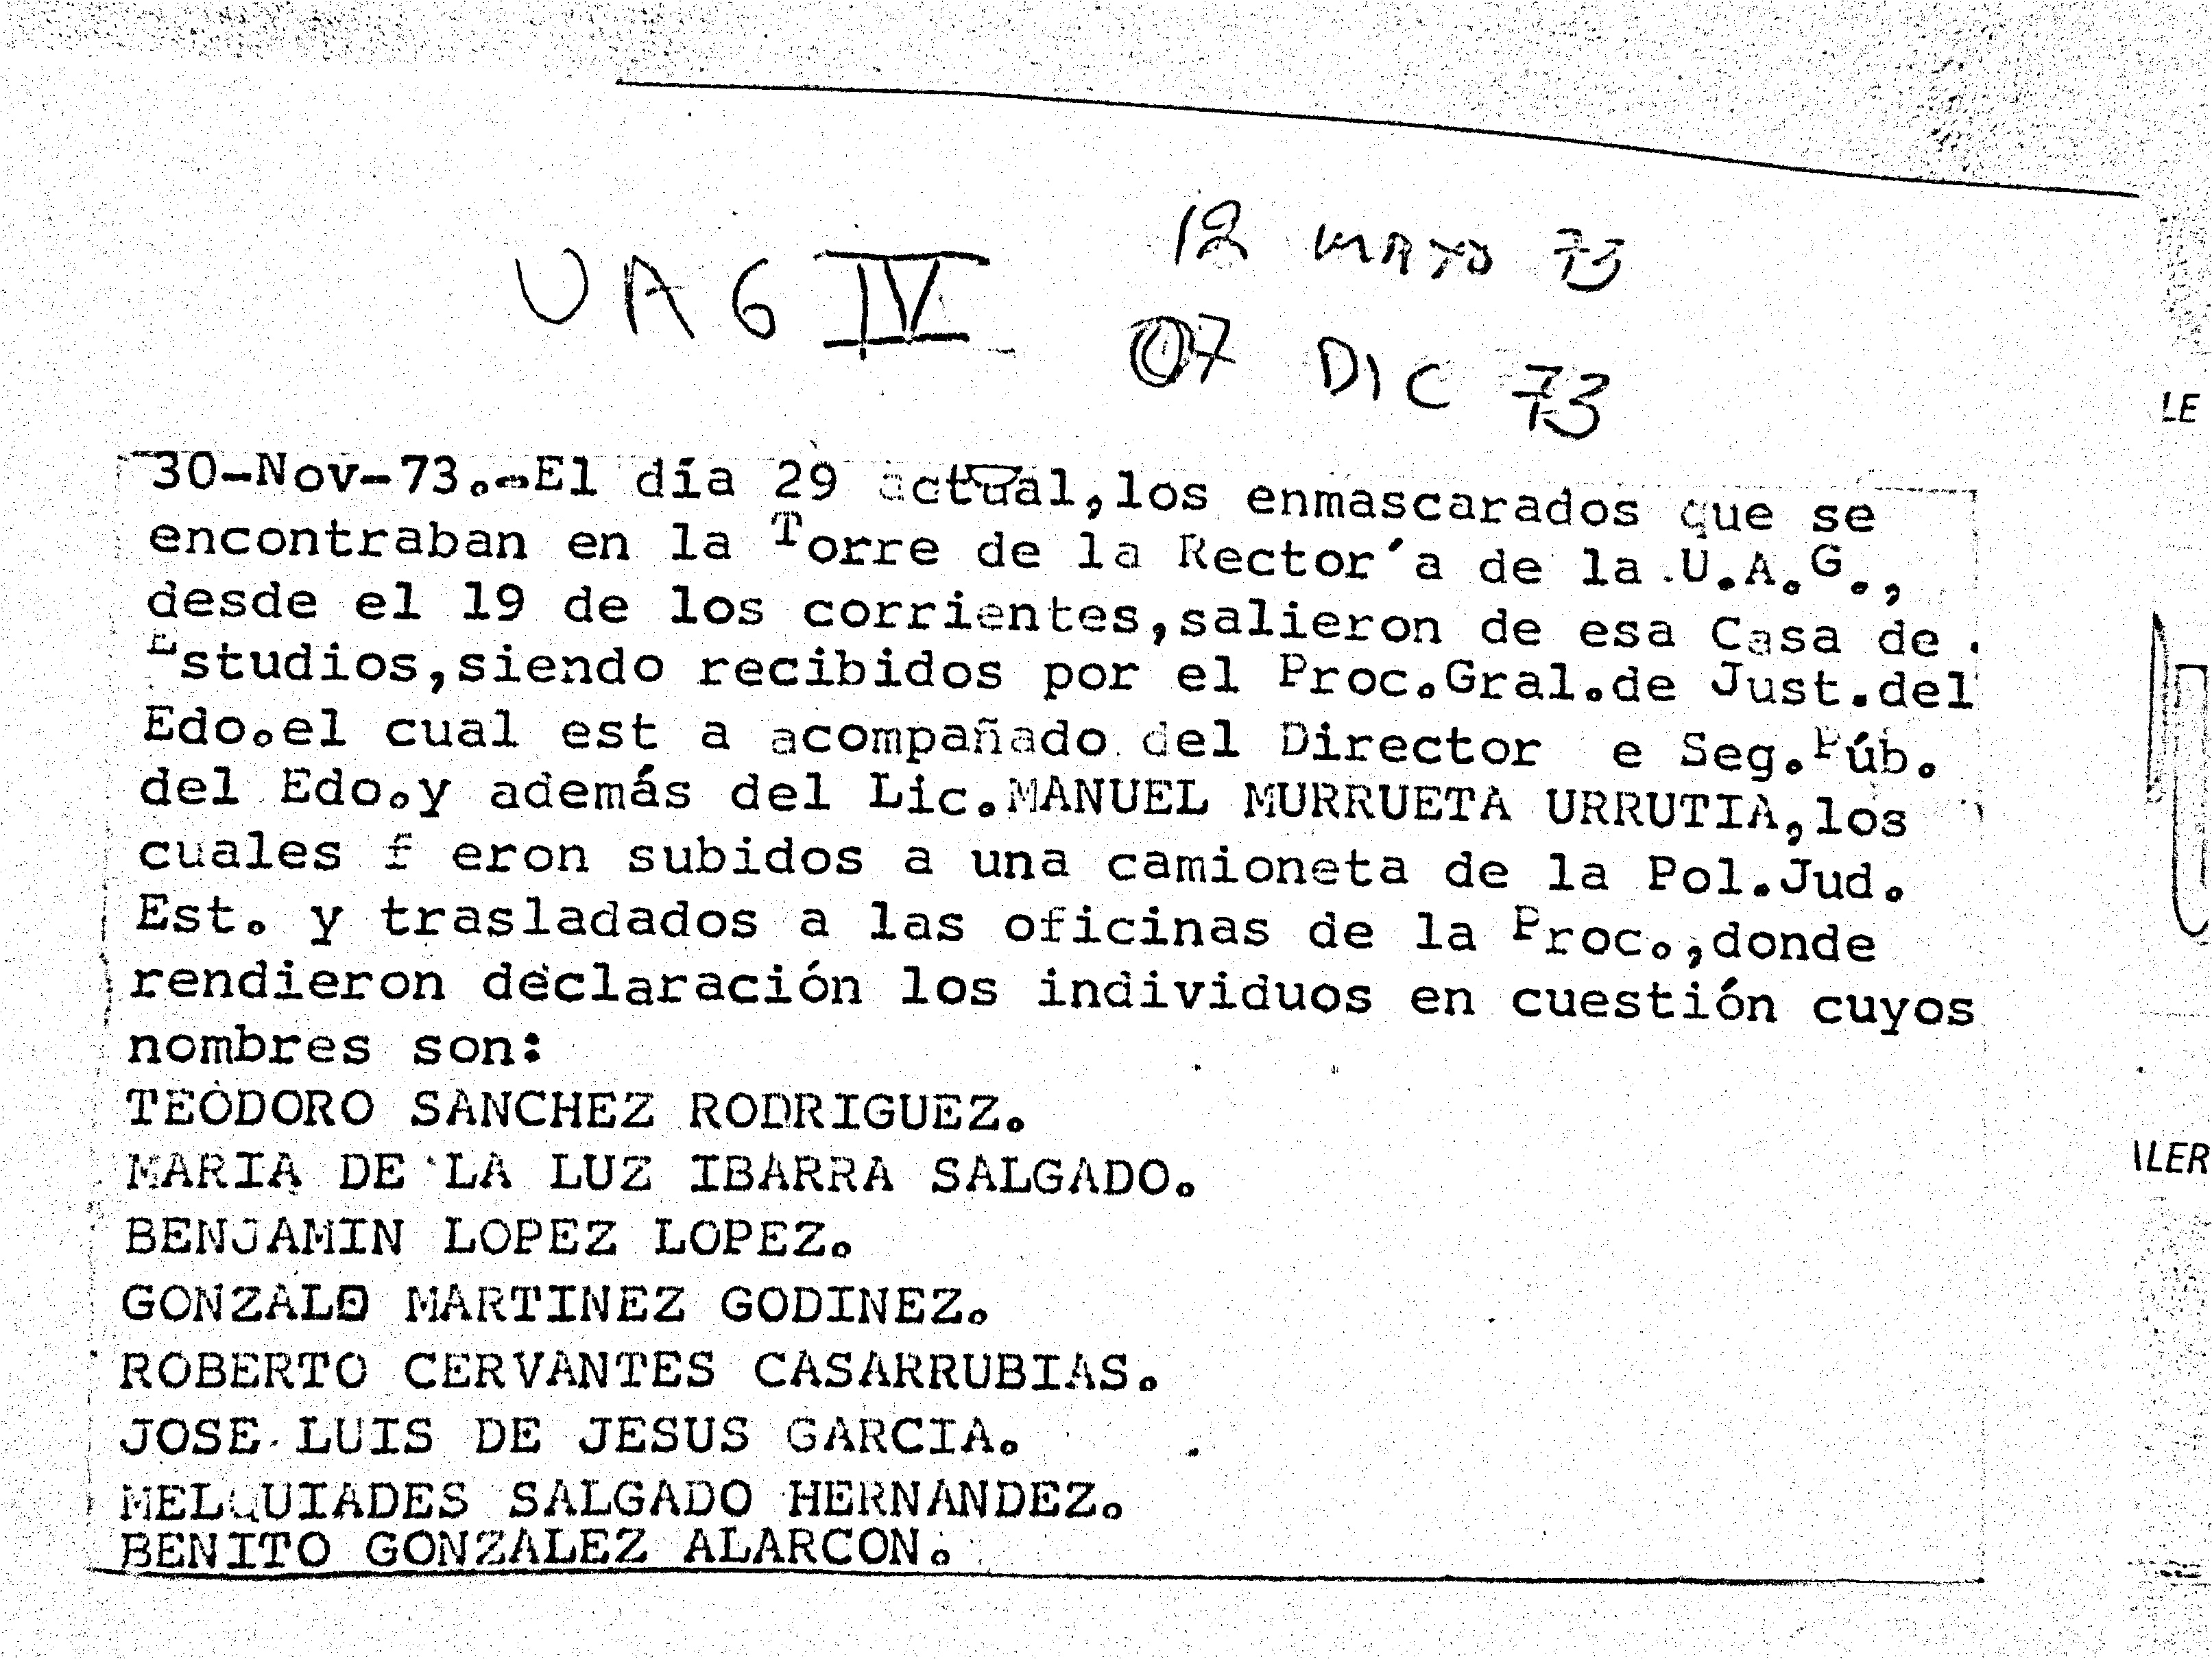 UAG IV
12 MAYO 73
07 DIC 73
LE
30-Nov-73.-El día 29 actual,los enmascarados que se
encontraban en la Torre de la Rector´a de la U.A.G.,
desde el 19 de los corrientes,salieron de esa Casa de
Estudios,siendo recibidos por el Proc.Gral.de Just.del
Edo.el cual est a acompañado del Director  e Seg.Púb.
del Edo.y además del Lic.MANUEL MURRUETA URRUTIA,los
cuales f eron subidos a una camioneta de la Pol.Jud.
Est. y trasladados a las oficinas de la Proc.,donde
rendieron declaración los individuos en cuestión cuyos
nombres son:
TEODORO SANCHEZ RODRIGUEZ.
MARIA DE LA LUZ IBARRA SALGADO.
LER
BENJAMIN LOPEZ LOPEZ.
GONZALO MARTINEZ GODINEZ.
ROBERTO CERVANTES CASARRUBIAS.
JOSE LUIS DE JESUS GARCIA.
MELQUIADES SALGADO HERNANDEZ.
BENITO GONZALEZ ALARCON.